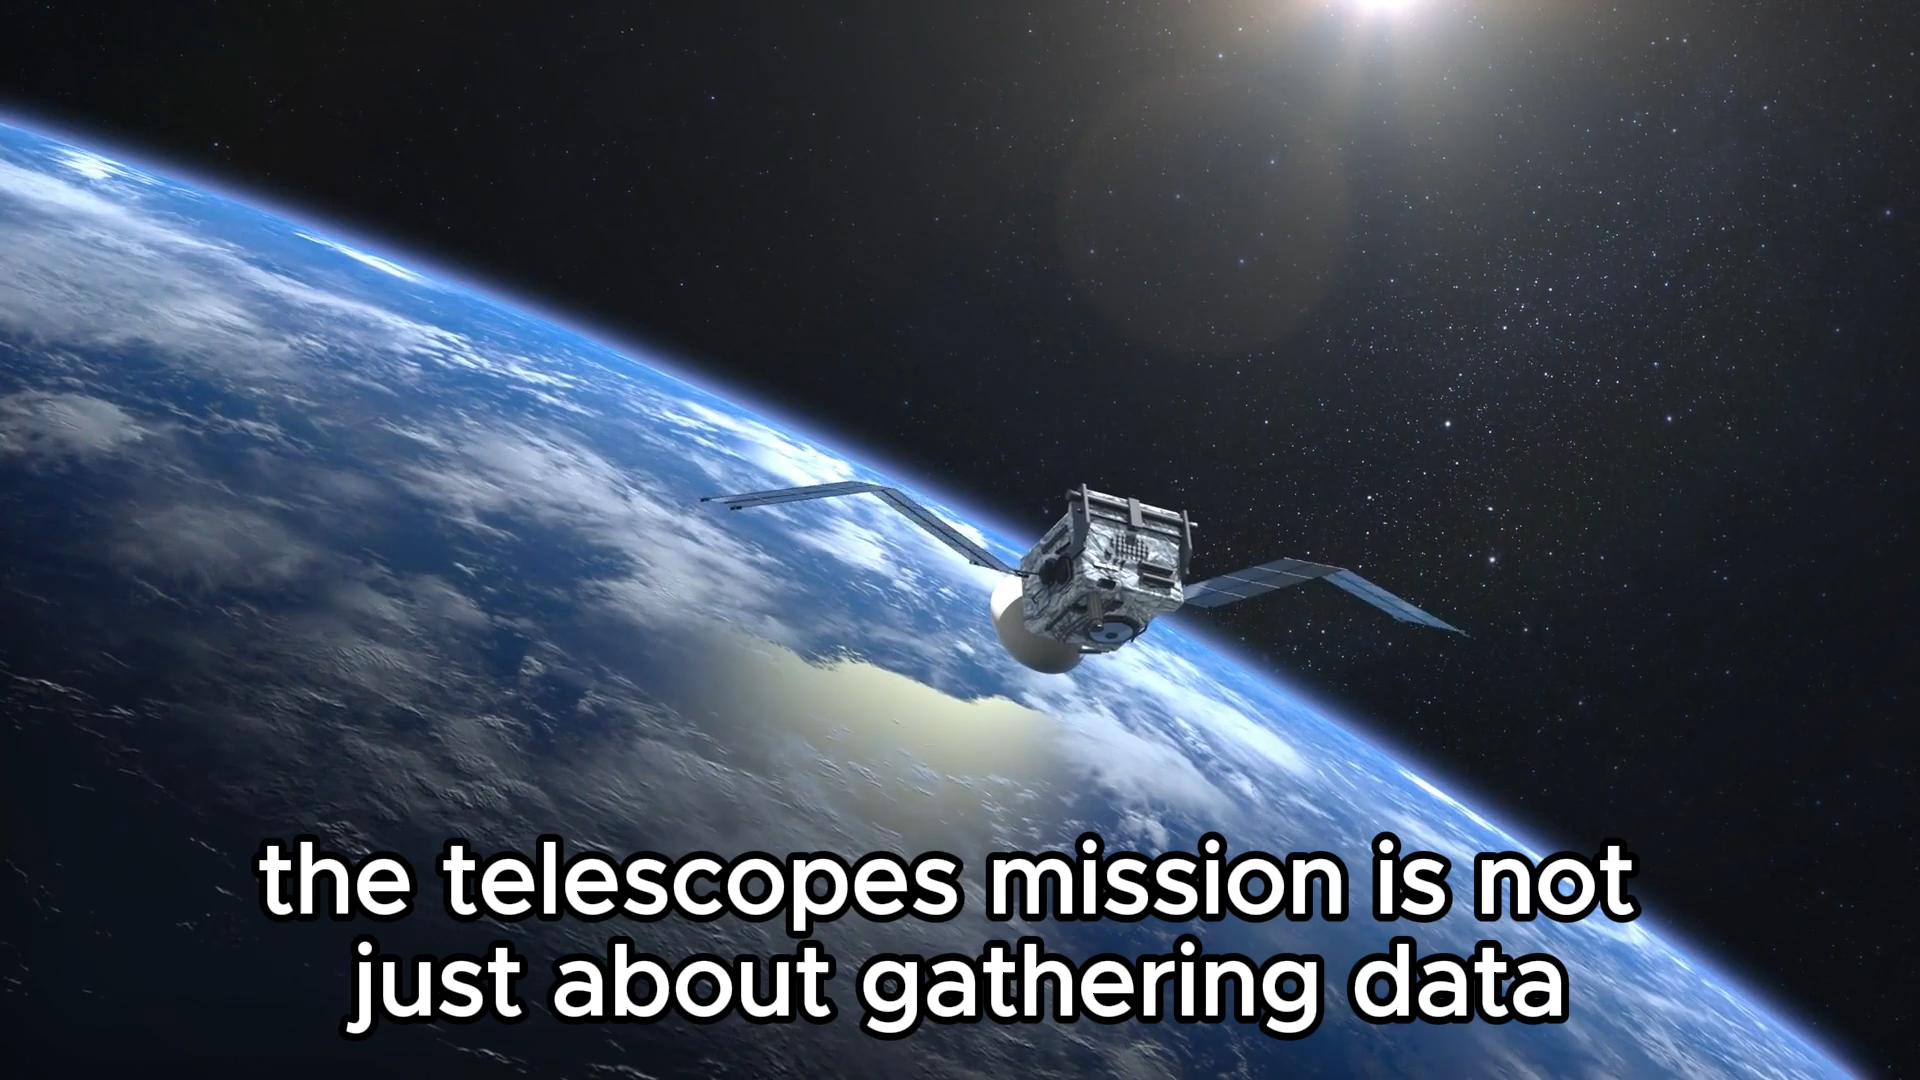 the telescopes mission is not
just about gathering data